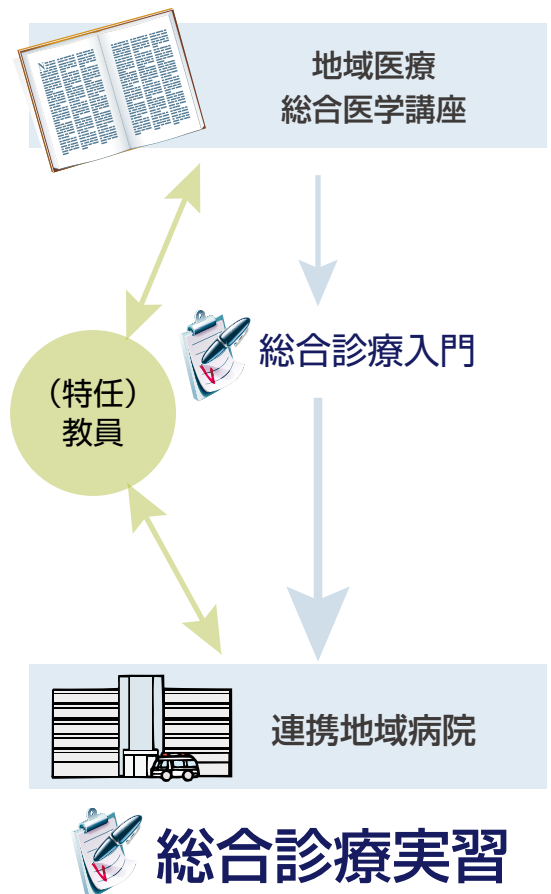 地域医療
総合医学講座
総合診療入門
（特任）
教員
連携地域病院
総合診療実習